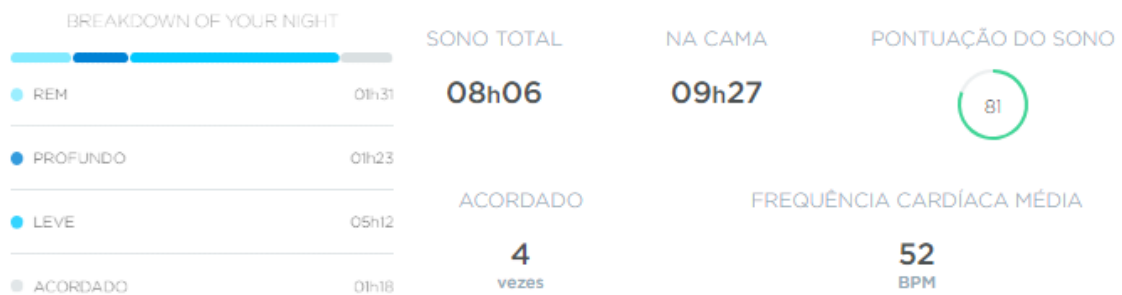 BREAKDOWN OF YOUR NIGHT
REM 01h31
PROFUNDO 01h23
LEVE 05h12
ACORDADO 01h18
SONO TOTAL
08h06
NA CAMA
09h27
PONTUAÇÃO DO SONO
81
ACORDADO
4
vezes
FREQUÊNCIA CARDÍACA MÉDIA
52
BPM